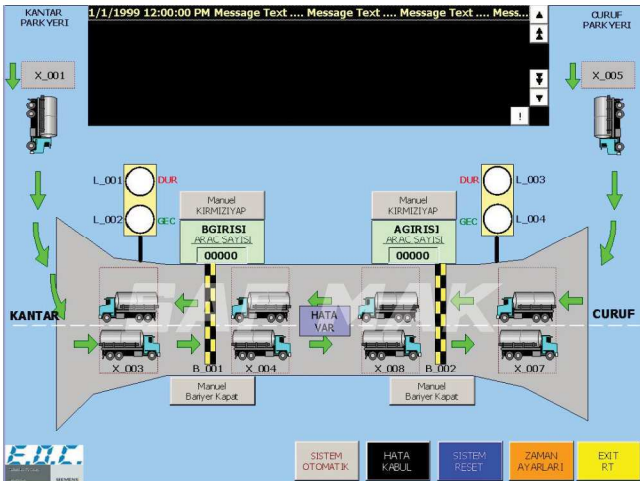 KANTAR
PARKYERI
1/1/1999 12:00:00 PM Message Text .... Message Text .... Message Text .... Mess...
CURUF
PARKYERI
X_001
X_005
!
L_001
DUR
DUR
L_003
Manuel
KIRMIZIYAP
Manuel
KIRMIZIYAP
L_002
GEC
GEC
L_004
BGIRISI
ARAC SAYISI
00000
AGIRISI
ARAC SAYISI
00000
SAF MAK
KANTAR
HATA
VAR
CURUF
X_003
B_001
X_004
X_008
B_002
X_007
Manuel
Bariyer Kapat
Manuel
Bariyer Kapat
E.O.C.
SIEMENS
SISTEM
OTOMATIK
HATA
KABUL
SISTEM
RESET
ZAMAN
AYARLARI
EXIT
RT